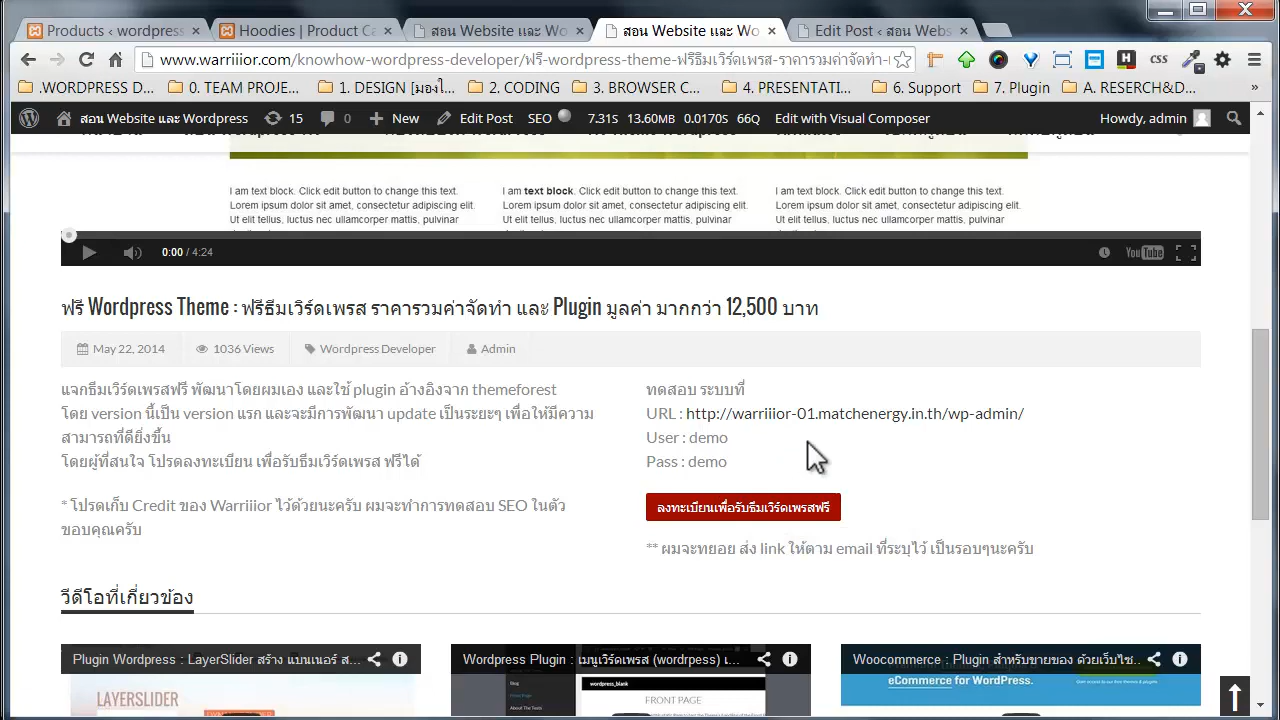 Products ‹ wordpress
Hoodies | Product Ca
สอน Website และ Wo
สอน Website และ Wo
Edit Post ‹ สอน Webs
www.warriiior.com/knowhow-wordpress-developer/ฟรี-wordpress-theme-ฟรีธีมเวิร์ดเพรส-ราคารวมค่าจัดทำ-
.WORDPRESS D...
0. TEAM PROJE...
1. DESIGN [มองใ...
2. CODING
3. BROWSER C...
4. PRESENTATI...
6. Support
7. Plugin
A. RESERCH&D...
สอน Website และ Wordpress 15 0 New Edit Post SEO 7.31S 13.60MB 0.0170S 66Q Edit with Visual Composer Howdy, admin
I am text block. Click edit button to change this text.
Lorem ipsum dolor sit amet, consectetur adipiscing elit.
Ut elit tellus, luctus nec ullamcorper mattis, pulvinar
I am text block. Click edit button to change this text.
Lorem ipsum dolor sit amet, consectetur adipiscing elit.
Ut elit tellus, luctus nec ullamcorper mattis, pulvinar
I am text block. Click edit button to change this text.
Lorem ipsum dolor sit amet, consectetur adipiscing elit.
Ut elit tellus, luctus nec ullamcorper mattis, pulvinar
0:00 / 4:24
YouTube
ฟรี Wordpress Theme : ฟรีธีมเวิร์ดเพรส ราคารวมค่าจัดทำ และ Plugin มูลค่า มากกว่า 12,500 บาท
May 22, 2014 1036 Views Wordpress Developer Admin
แจกธีมเวิร์ดเพรสฟรี พัฒนาโดยผมเอง และใช้ plugin อ้างอิงจาก themeforest
โดย version นี้เป็น version แรก และจะมีการพัฒนา update เป็นระยะๆ เพื่อให้มีความ
สามารถที่ดียิ่งขึ้น
โดยผู้ที่สนใจ โปรดลงทะเบียน เพื่อรับธีมเวิร์ดเพรส ฟรีได้
* โปรดเก็บ Credit ของ Warriiior ไว้ด้วยนะครับ ผมจะทำการทดสอบ SEO ในตัว
ขอบคุณครับ
ทดสอบ ระบบที่
URL : http://warriiior-01.matchenergy.in.th/wp-admin/
User : demo
Pass : demo
ลงทะเบียนเพื่อรับธีมเวิร์ดเพรสฟรี
** ผมจะทยอย ส่ง link ให้ตาม email ที่ระบุไว้ เป็นรอบๆนะครับ
วีดีโอที่เกี่ยวข้อง
Plugin Wordpress : LayerSlider สร้าง แบนเนอร์ ส...
LAYERSLIDER
Wordpress Plugin : เมนูเวิร์ดเพรส (wordrpess) เ...
wordpress_blank
Blog
FRONT PAGE
Woocommerce : Plugin สำหรับขายของ ด้วยเว็บไซ...
eCommerce for WordPress.